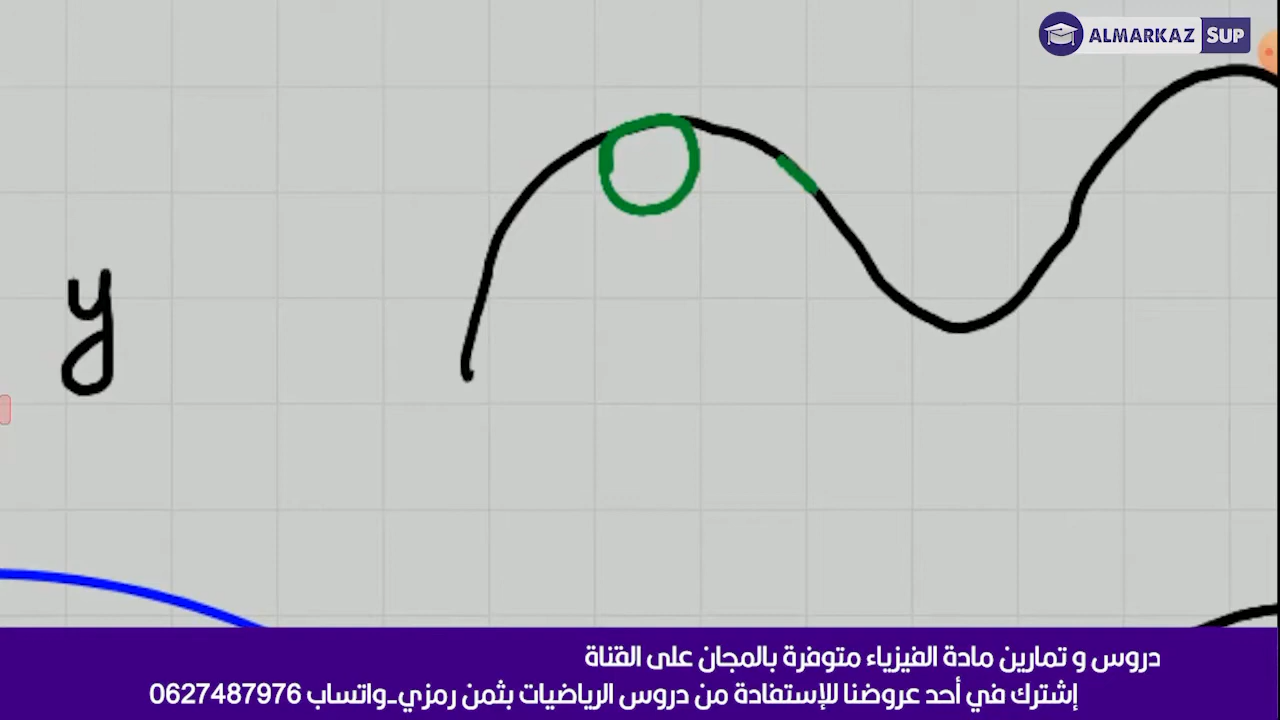 ALMARKAZ SUP
y
دروس و تمارين مادة الفيزياء متوفرة بالمجان على القناة
إشترك في أحد عروضنا للإستفادة من دروس الرياضيات بثمن رمزي-واتساب 0627487976